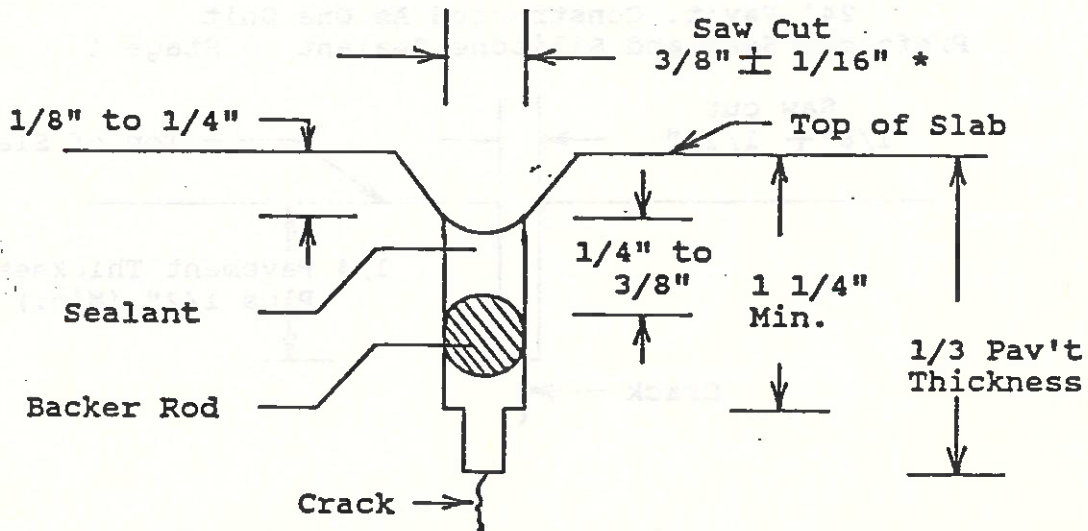 Saw Cut
3/8" ± 1/16" *
1/8" to 1/4"
Top of Slab
1/4" to
3/8"
1 1/4"
Min.
Sealant
1/3 Pav't
Thickness
Backer Rod
Crack